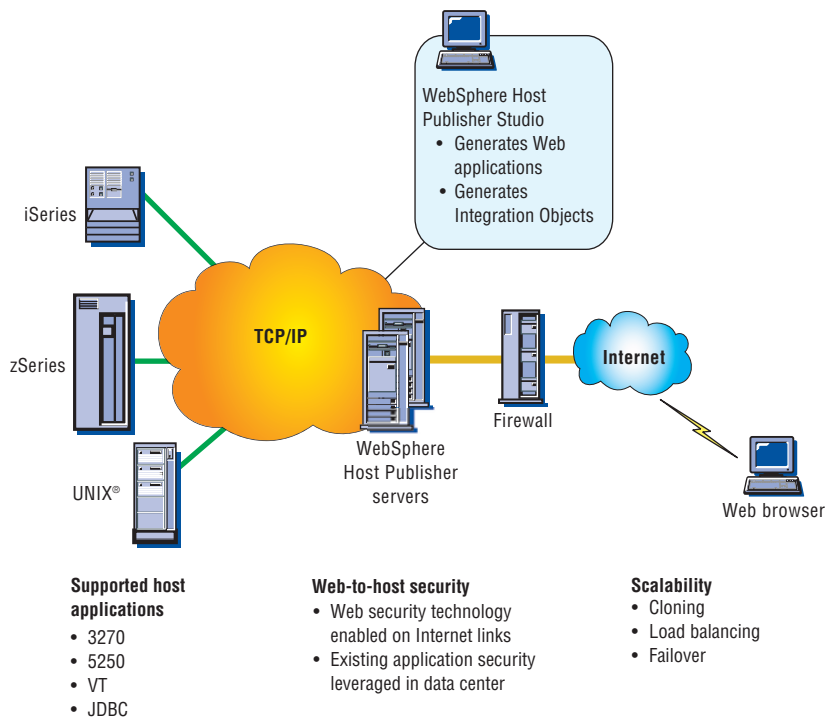 WebSphere Host
Publisher Studio
• Generates Web
applications
• Generates
Integration Objects
iSeries
TCP/IP
zSeries
Internet
Firewall
WebSphere
Host Publisher
servers
UNIX®
Web browser
Supported host
applications
• 3270
• 5250
• VT
• JDBC
Web-to-host security
• Web security technology
enabled on Internet links
• Existing application security
leveraged in data center
Scalability
• Cloning
• Load balancing
• Failover